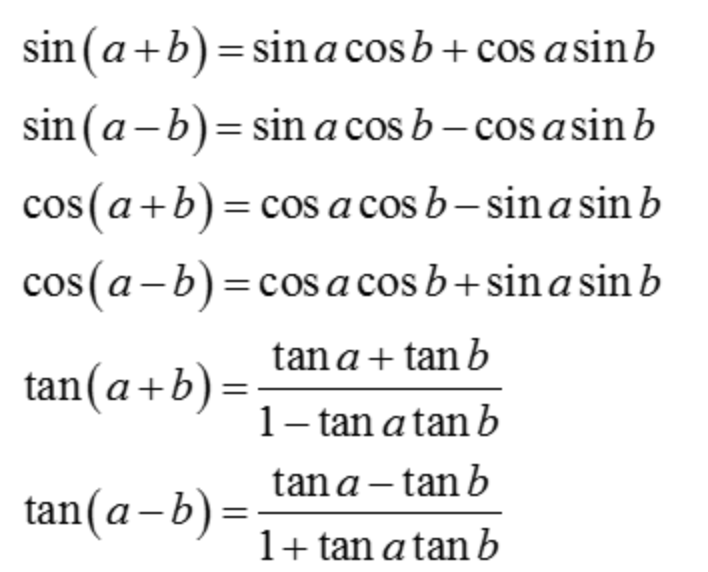 sin(a+b)=sin a cos b+cos a sin b
sin(a−b)=sin a cos b−cos a sin b
cos(a+b)=cos a cos b−sin a sin b
cos(a−b)=cos a cos b+sin a sin b
tan(a+b)=(tan a+tan b)/(1−tan a tan b)
tan(a−b)=(tan a−tan b)/(1+tan a tan b)